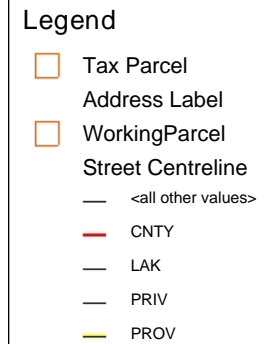 Legend
Tax Parcel
Address Label
WorkingParcel
Street Centreline
<all other values>
CNTY
LAK
PRIV
PROV